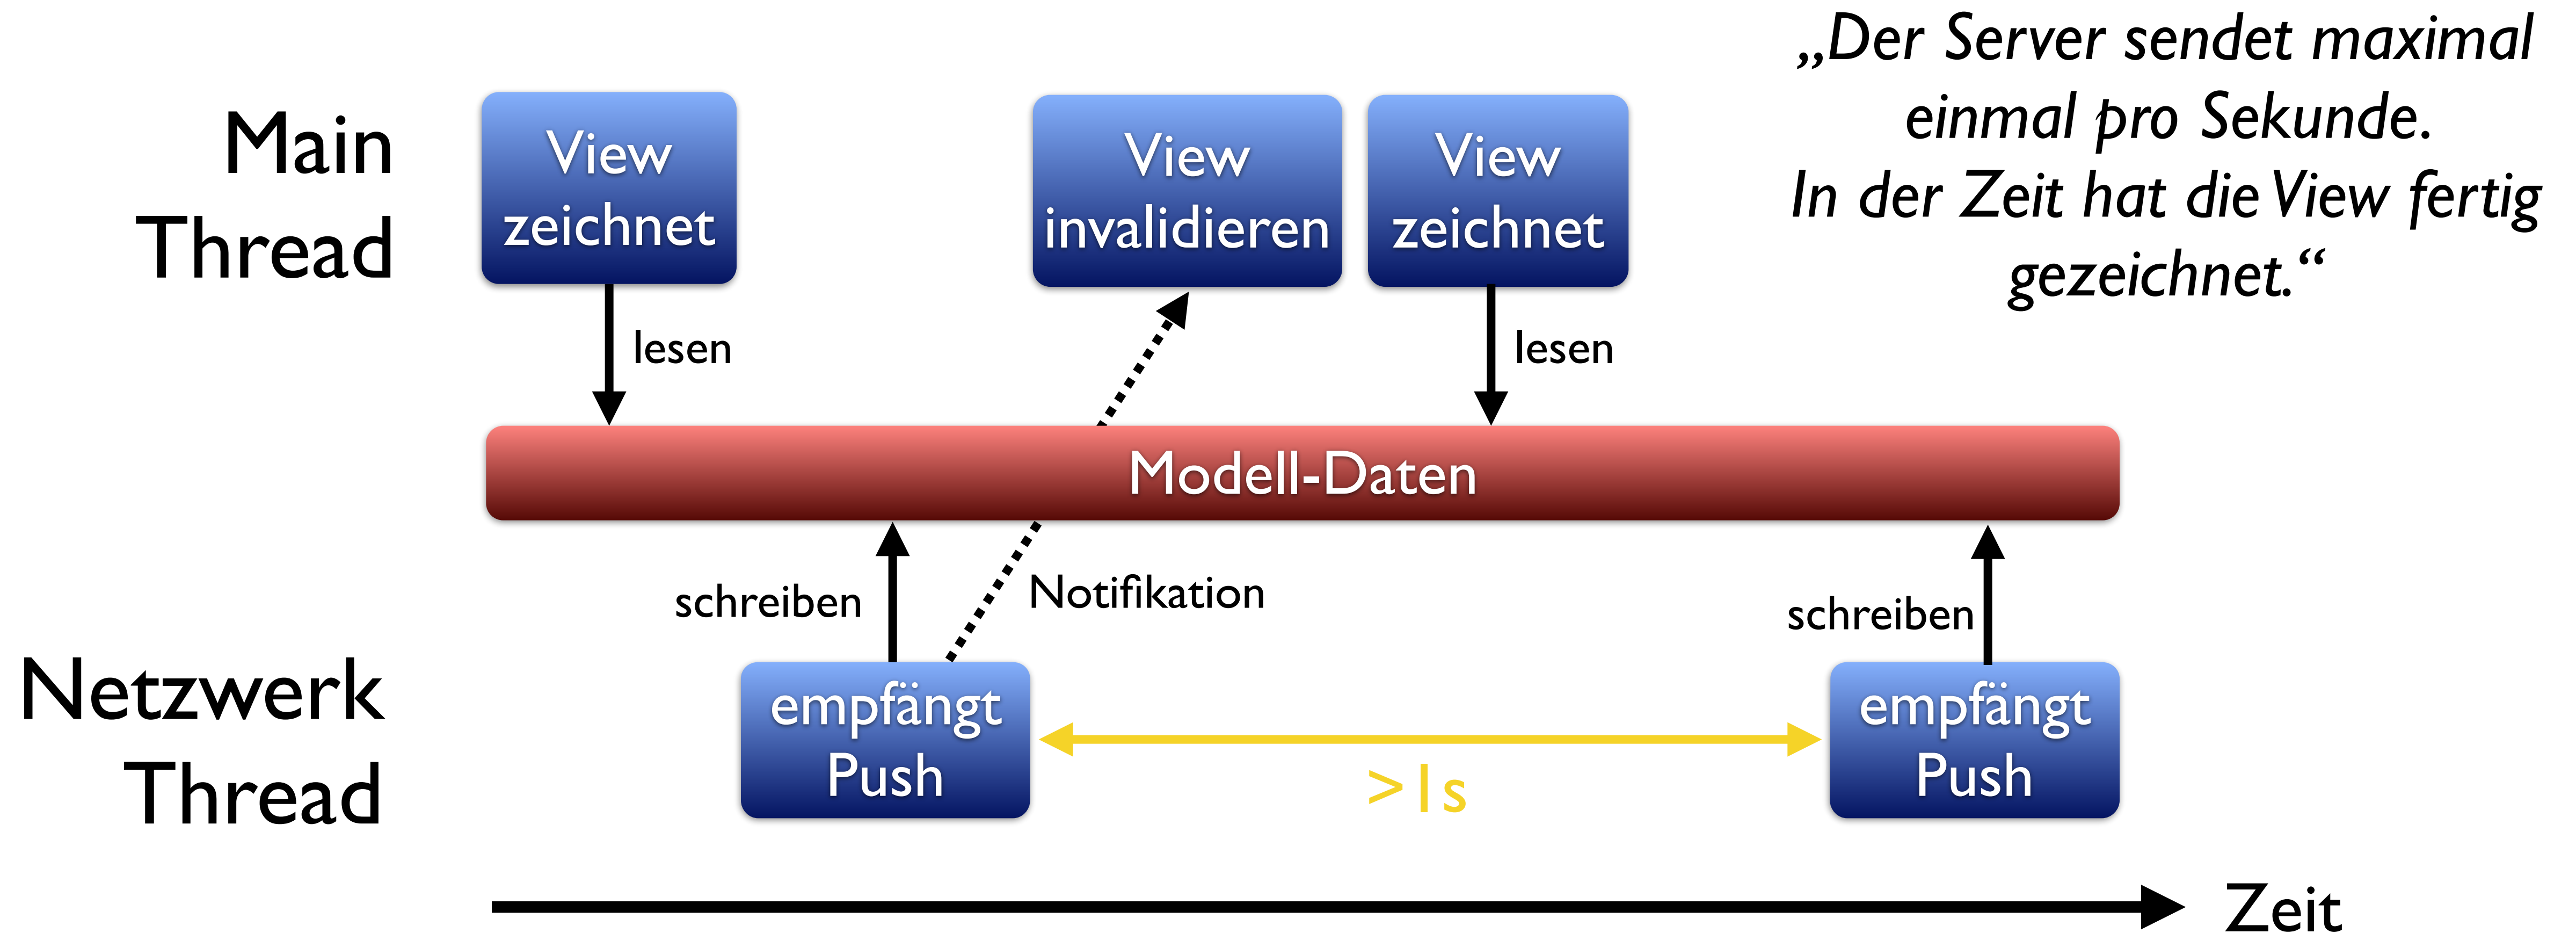 „Der Server sendet maximal
einmal pro Sekunde.
In der Zeit hat die View fertig
gezeichnet.“
Main
Thread
View
zeichnet
View
invalidieren
View
zeichnet
lesen
lesen
Modell-Daten
schreiben
Notifikation
schreiben
Netzwerk
Thread
empfängt
Push
>1s
empfängt
Push
Zeit